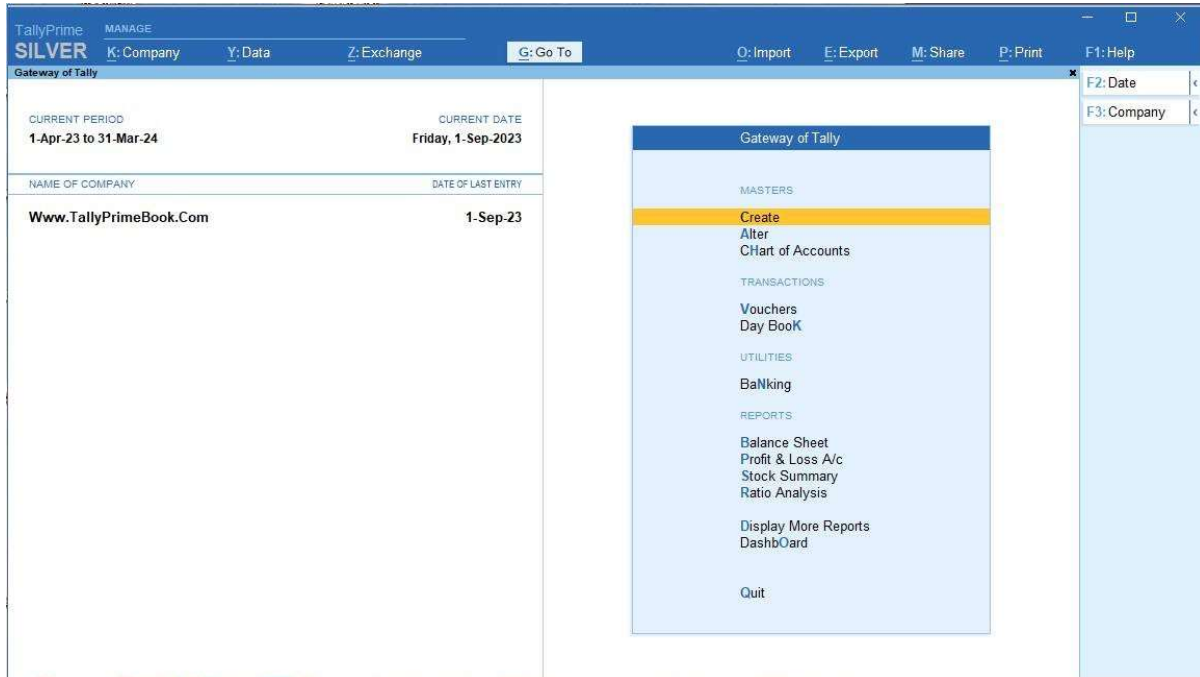 TallyPrime MANAGE
SILVER K: Company Y: Data Z: Exchange G: Go To O: Import E: Export M: Share P: Print F1: Help
Gateway of Tally
F2: Date
F3: Company
CURRENT PERIOD CURRENT DATE
1-Apr-23 to 31-Mar-24 Friday, 1-Sep-2023
NAME OF COMPANY DATE OF LAST ENTRY
Www.TallyPrimeBook.Com 1-Sep-23
Gateway of Tally
MASTERS
Create
Alter
CHart of Accounts
TRANSACTIONS
Vouchers
Day BooK
UTILITIES
BaNking
REPORTS
Balance Sheet
Profit & Loss A/c
Stock Summary
Ratio Analysis
Display More Reports
DashbOard
Quit